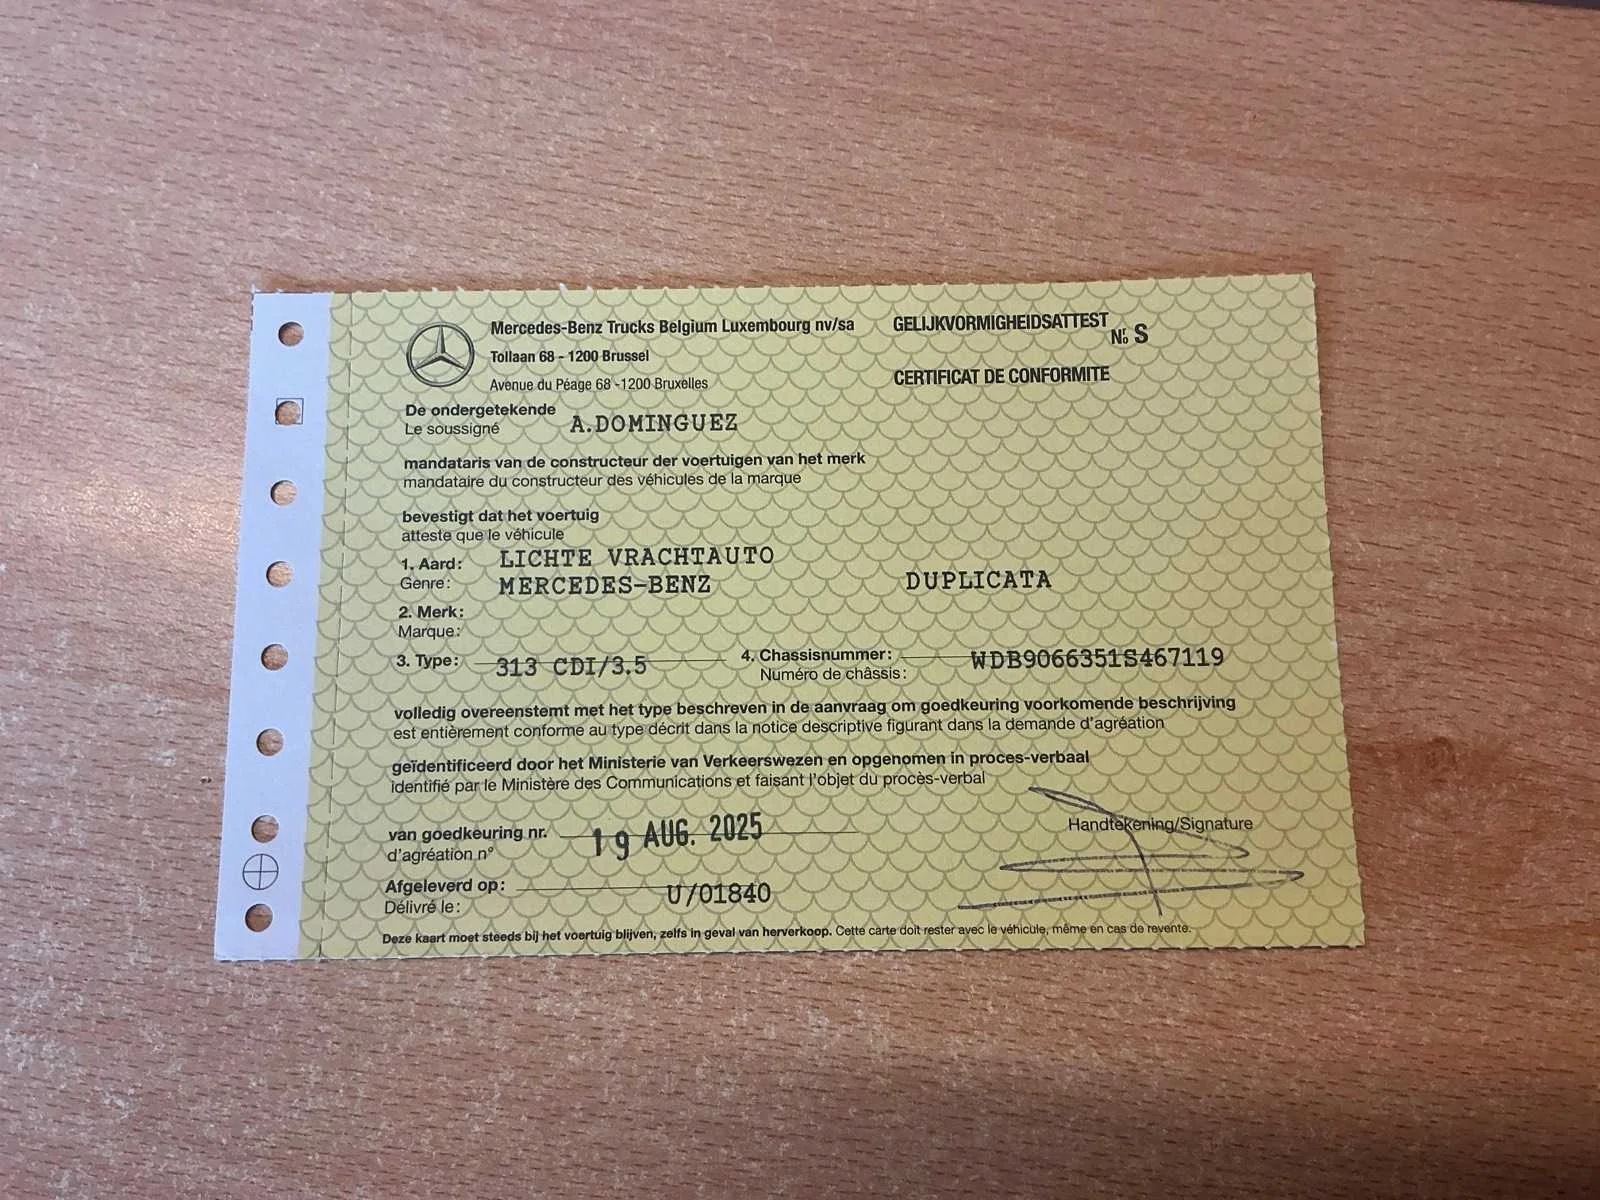 Mercedes-Benz Trucks Belgium Luxembourg nv/sa
Tollaan 68 - 1200 Brussel
Avenue du Péage 68 -1200 Bruxelles
GELIJKVORMIGHEIDSATTEST
Nr. S
CERTIFICAT DE CONFORMITE
De ondergetekende
Le soussigné
A.DOMINGUEZ
mandataris van de constructeur der voertuigen van het merk
mandataire du constructeur des véhicules de la marque
bevestigt dat het voertuig
atteste que le véhicule
1. Aard: LICHTE VRACHTAUTO
Genre: MERCEDES-BENZ DUPLICATA
2. Merk:
Marque:
3. Type: 313 CDI/3.5
4. Chassisnummer: WDB9066351S467119
Numéro de châssis:
volledig overeenstemt met het type beschreven in de aanvraag om goedkeuring voorkomende beschrijving
est entièrement conforme au type décrit dans la notice descriptive figurant dans la demande d'agréation
geïdentificeerd door het Ministerie van Verkeerswezen en opgenomen in proces-verbaal
identifié par le Ministère des Communications et faisant l'objet du procès-verbal
van goedkeuring nr. 19 AUG. 2025
d'agréation n°
Handtekening/Signature
Afgeleverd op: U/01840
Délivré le:
Deze kaart moet steeds bij het voertuig blijven, zelfs in geval van herverkoop. Cette carte doit rester avec le véhicule, même en cas de revente.